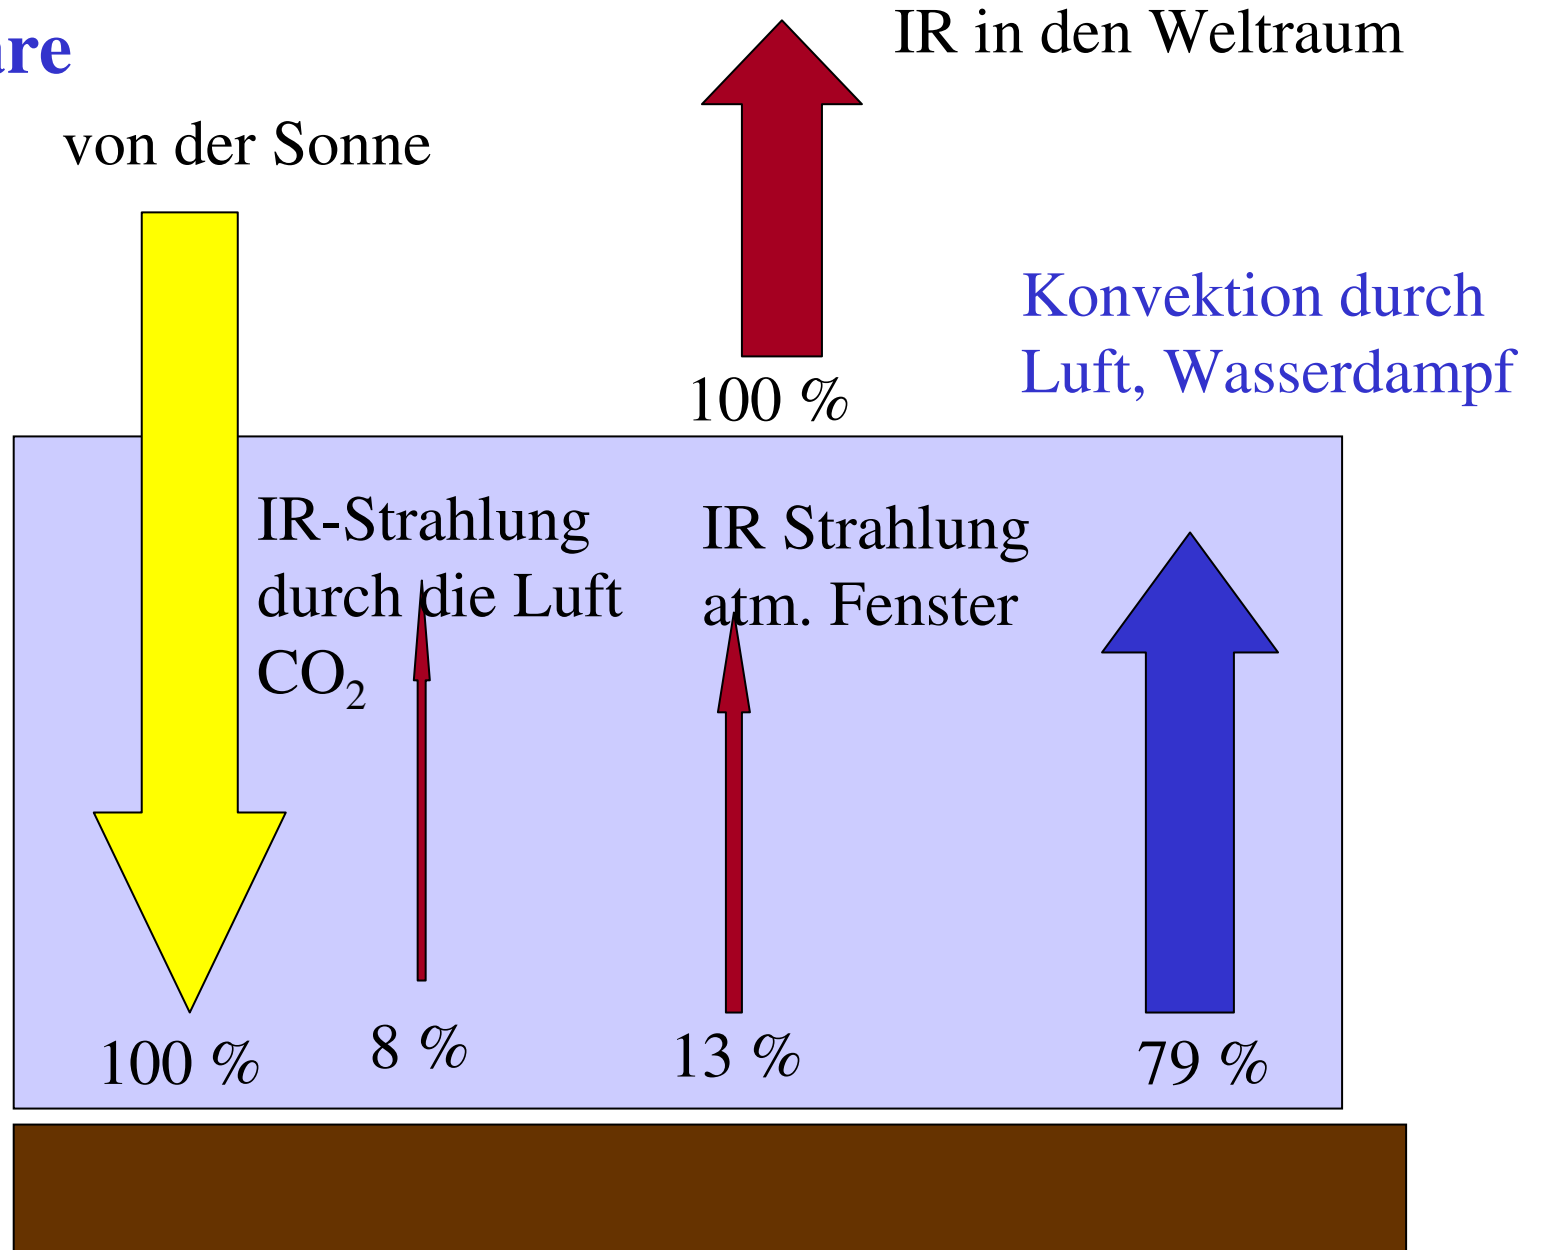 are
IR in den Weltraum
von der Sonne
Konvektion durch
Luft, Wasserdampf
100 %
IR-Strahlung
durch die Luft
CO₂
IR Strahlung
atm. Fenster
100 %
8 %
13 %
79 %